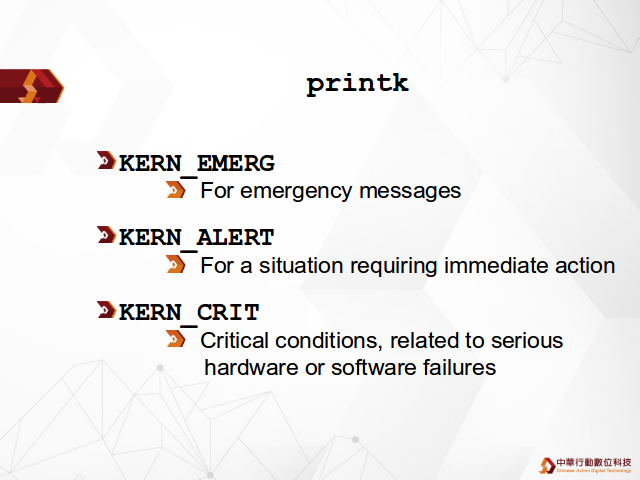 printk
KERN_EMERG
For emergency messages
KERN_ALERT
For a situation requiring immediate action
KERN_CRIT
Critical conditions, related to serious
hardware or software failures
中華行動數位科技
Chinese Action Digital Technology